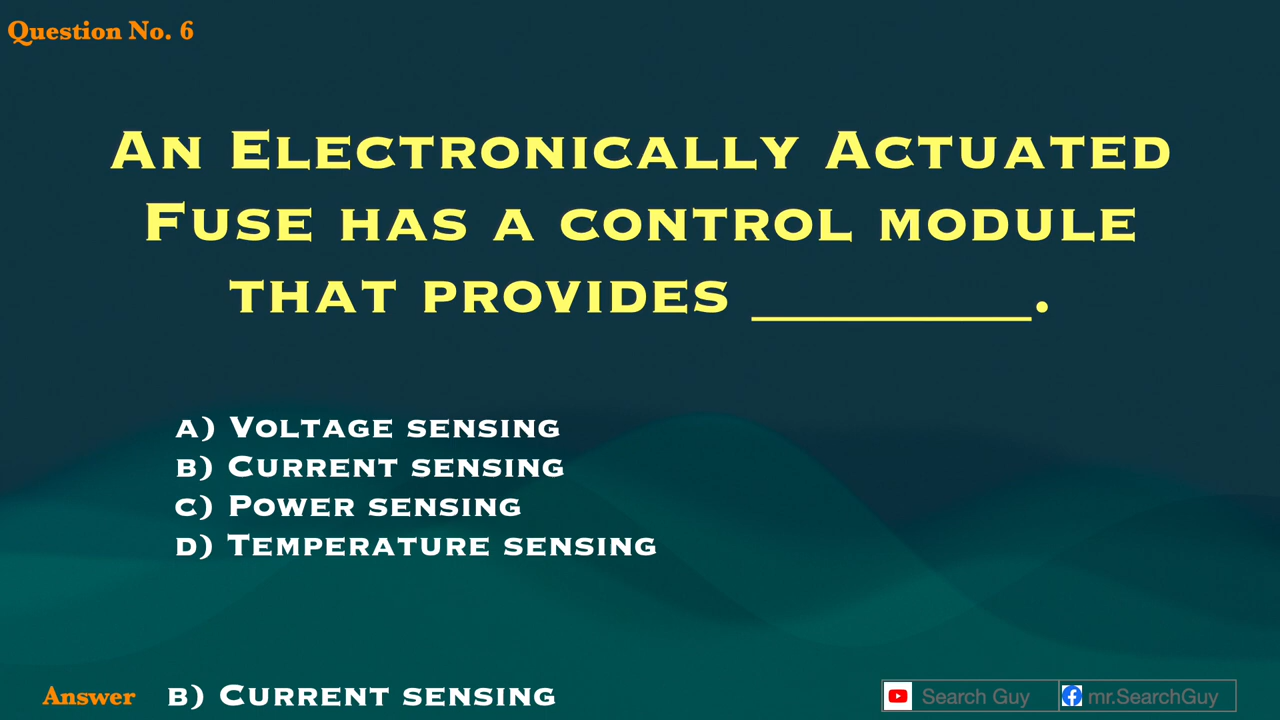 Question No. 6
An Electronically Actuated
Fuse has a control module
that provides __________.
a) Voltage sensing
b) Current sensing
c) Power sensing
d) Temperature sensing
Answer b) Current sensing
Search Guy mr.SearchGuy